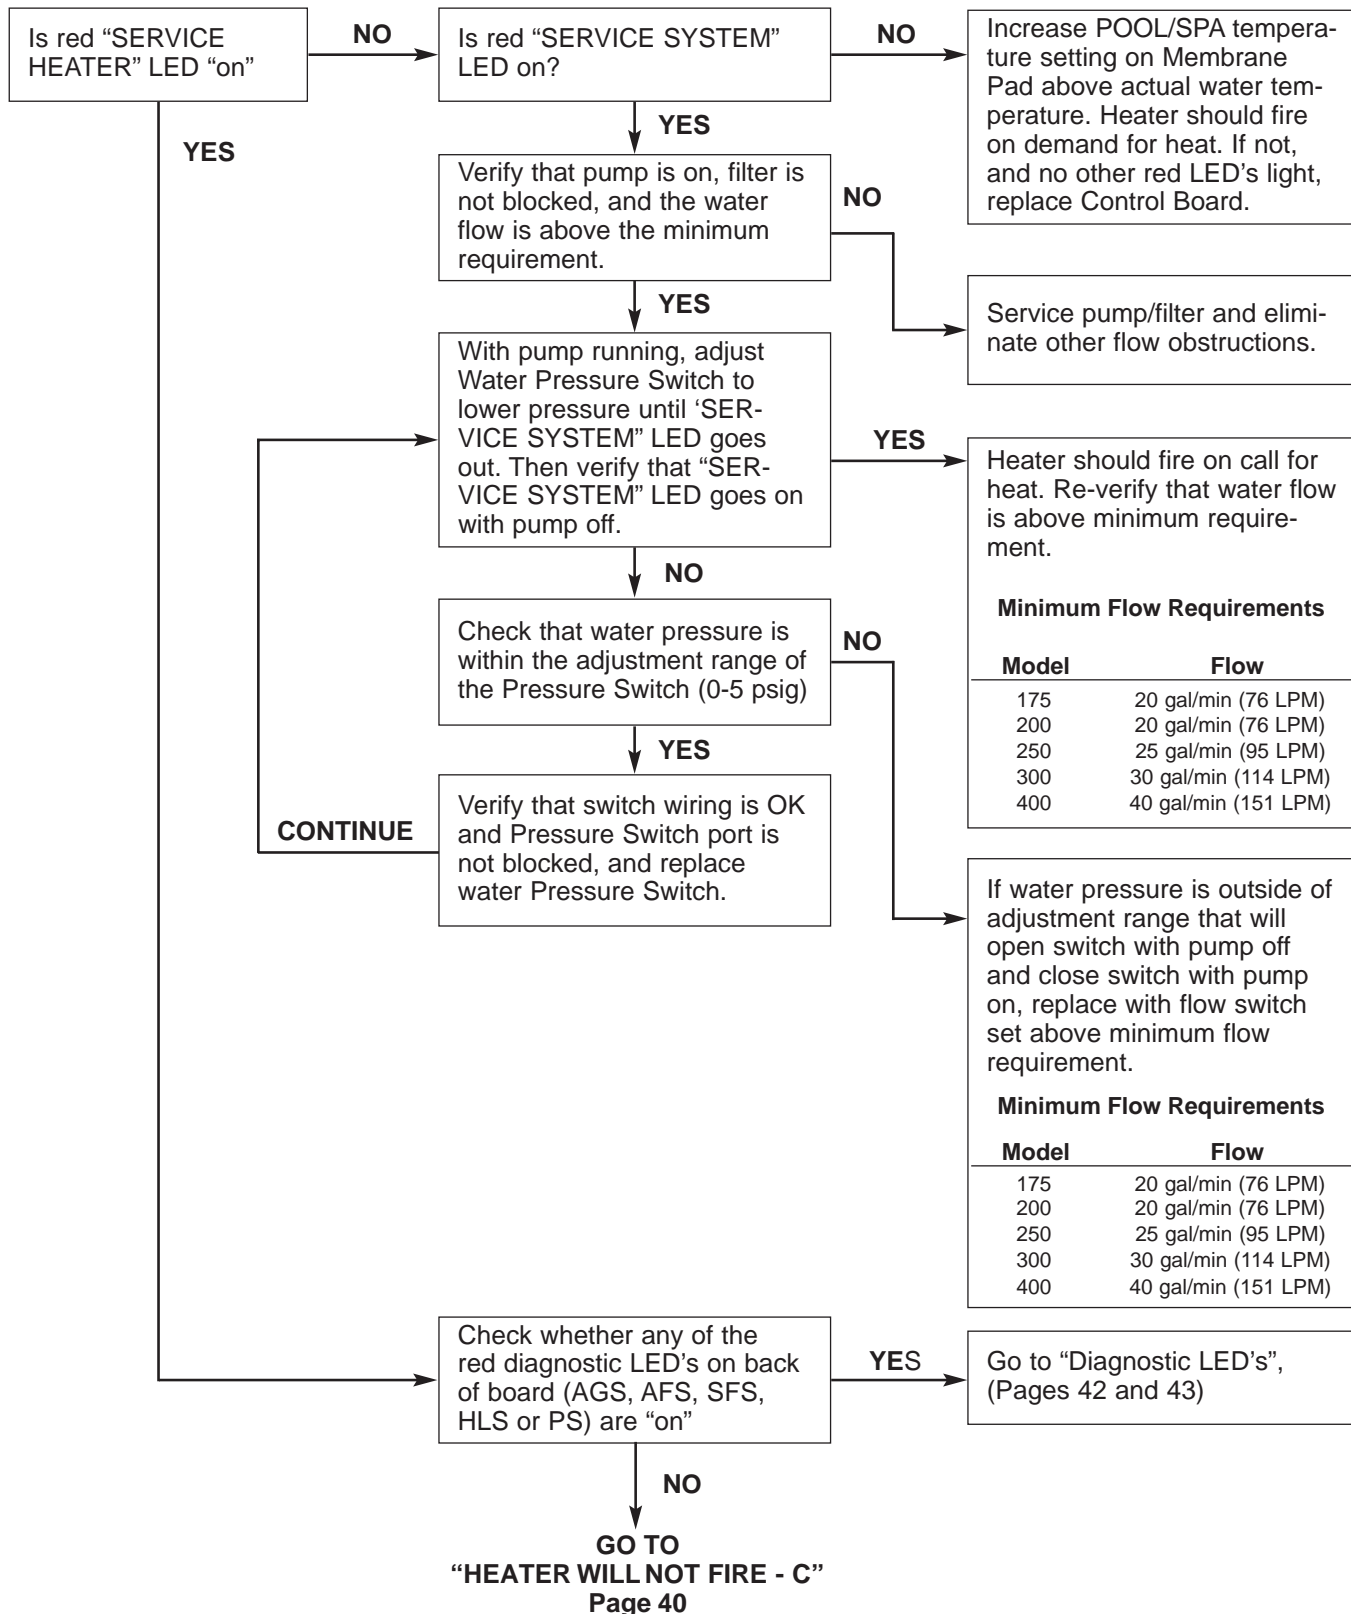 Is red “SERVICE
HEATER” LED “on”
NO
YES
Is red “SERVICE SYSTEM”
LED on?
NO
YES
Increase POOL/SPA tempera-
ture setting on Membrane
Pad above actual water tem-
perature. Heater should fire
on demand for heat. If not,
and no other red LED’s light,
replace Control Board.
Verify that pump is on, filter is
not blocked, and the water
flow is above the minimum
requirement.
NO
YES
Service pump/filter and elimi-
nate other flow obstructions.
With pump running, adjust
Water Pressure Switch to
lower pressure until ‘SER-
VICE SYSTEM” LED goes
out. Then verify that “SER-
VICE SYSTEM” LED goes on
with pump off.
YES
NO
Heater should fire on call for
heat. Re-verify that water flow
is above minimum require-
ment.
Minimum Flow Requirements
Model Flow
175 20 gal/min (76 LPM)
200 20 gal/min (76 LPM)
250 25 gal/min (95 LPM)
300 30 gal/min (114 LPM)
400 40 gal/min (151 LPM)
Check that water pressure is
within the adjustment range of
the Pressure Switch (0-5 psig)
NO
YES
Verify that switch wiring is OK
and Pressure Switch port is
not blocked, and replace
water Pressure Switch.
CONTINUE
If water pressure is outside of
adjustment range that will
open switch with pump off
and close switch with pump
on, replace with flow switch
set above minimum flow
requirement.
Minimum Flow Requirements
Model Flow
175 20 gal/min (76 LPM)
200 20 gal/min (76 LPM)
250 25 gal/min (95 LPM)
300 30 gal/min (114 LPM)
400 40 gal/min (151 LPM)
Check whether any of the
red diagnostic LED’s on back
of board (AGS, AFS, SFS,
HLS or PS) are “on”
YES
NO
Go to “Diagnostic LED’s”,
(Pages 42 and 43)
GO TO
“HEATER WILL NOT FIRE - C”
Page 40